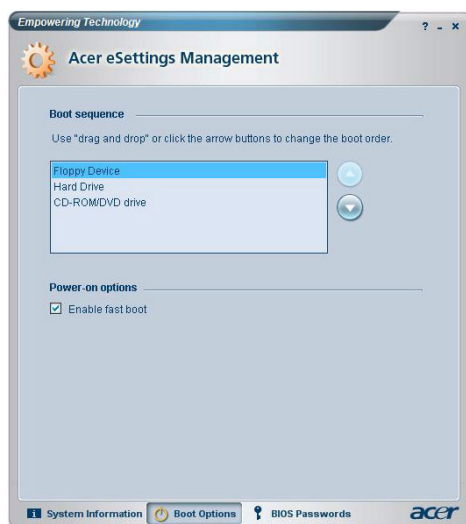 Empowering Technology
? - ×
Acer eSettings Management
Boot sequence
Use "drag and drop" or click the arrow buttons to change the boot order.
Floppy Device
Hard Drive
CD-ROM/DVD drive
Power-on options
Enable fast boot
System Information Boot Options BIOS Passwords acer